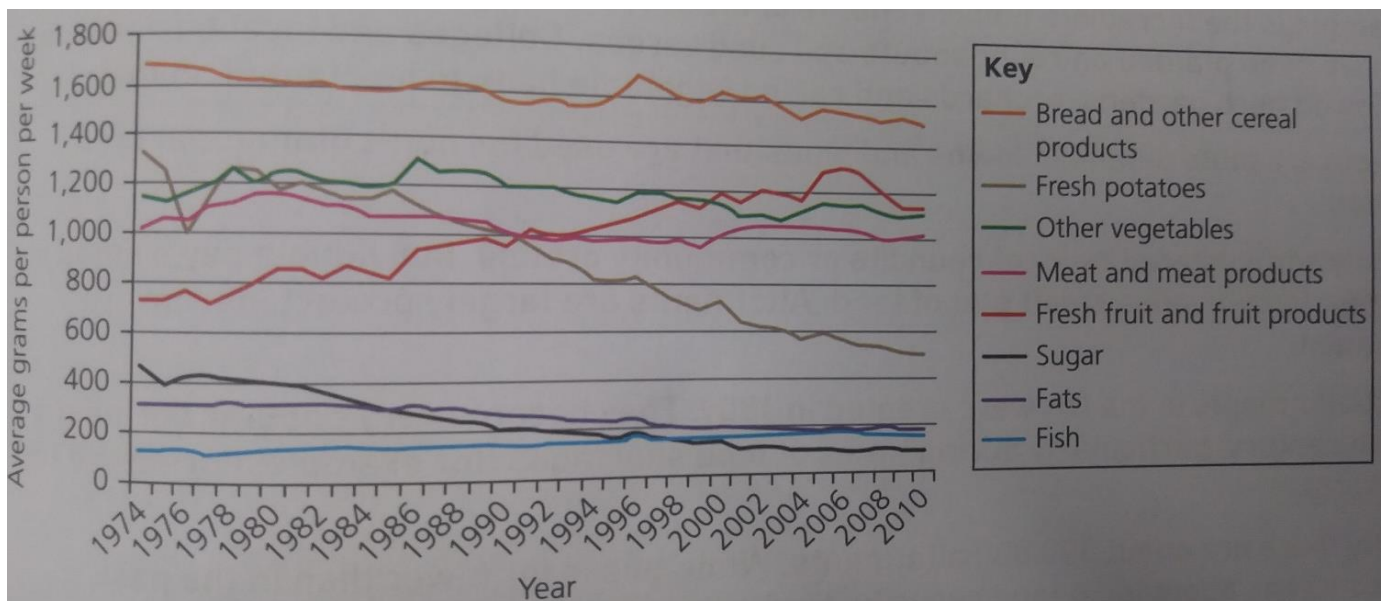 Average grams per person per week
1,800
1,600
1,400
1,200
1,000
800
600
400
200
0
1974
1976
1978
1980
1982
1984
1986
1988
1990
1992
1994
1996
1998
2000
2002
2004
2006
2008
2010
Year
Key
Bread and other cereal
products
Fresh potatoes
Other vegetables
Meat and meat products
Fresh fruit and fruit products
Sugar
Fats
Fish